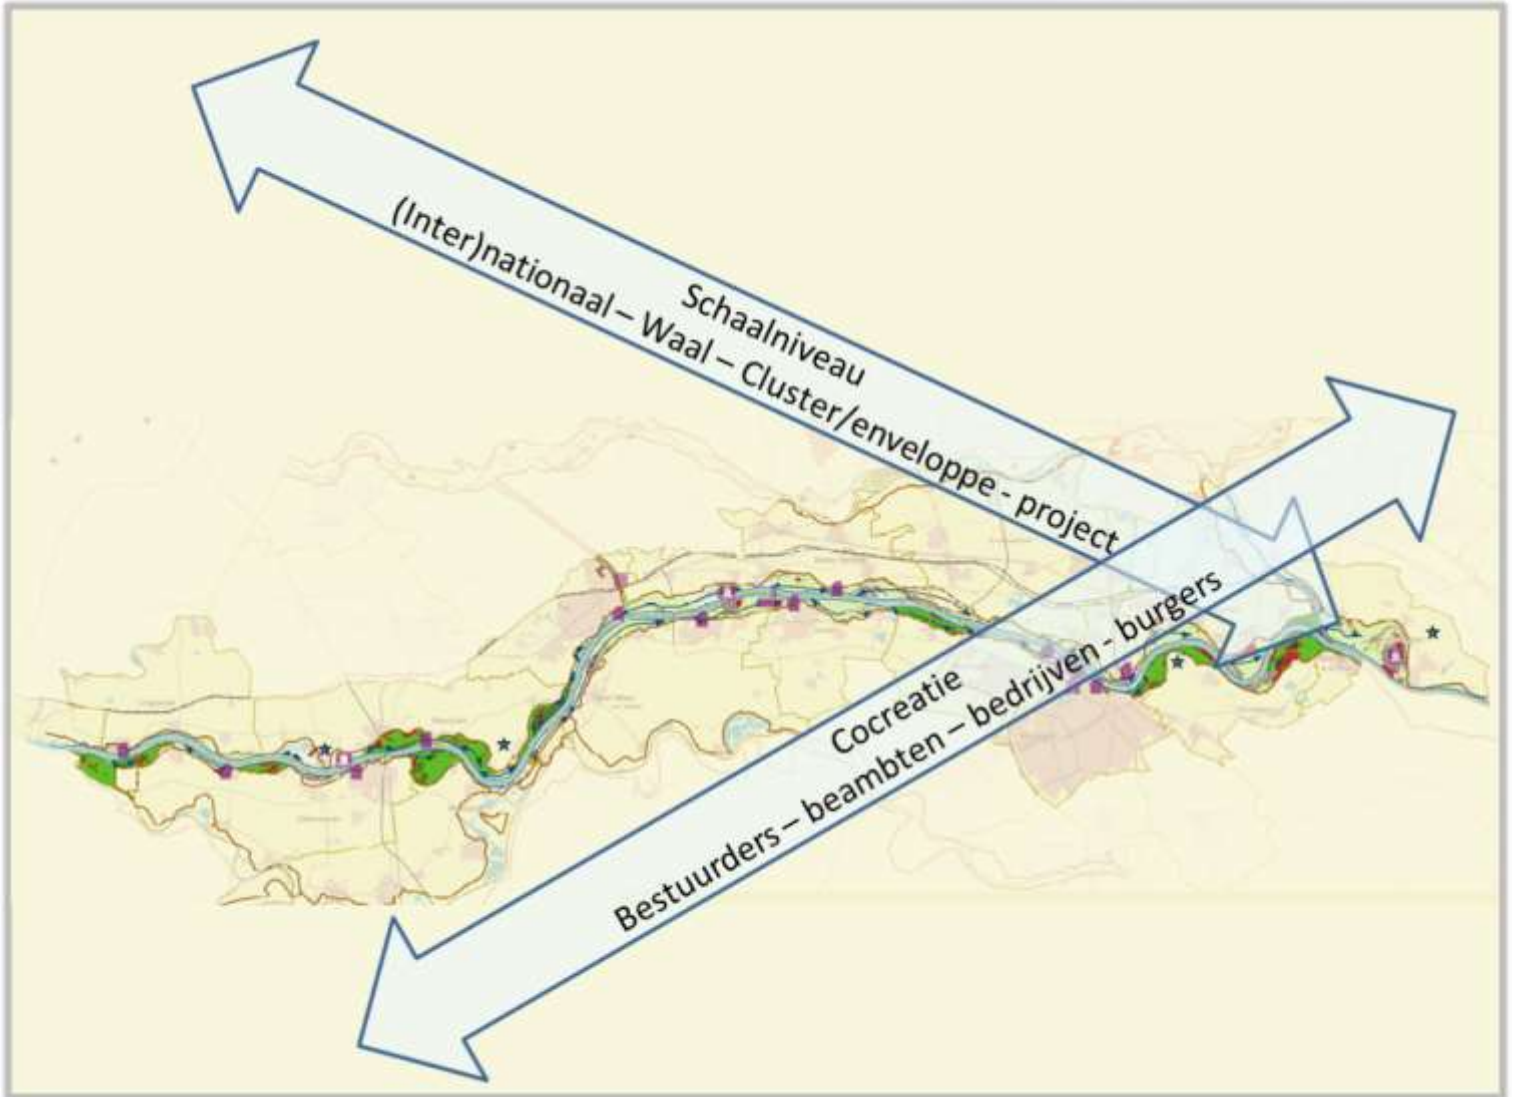 Schaalniveau
(Inter)nationaal – Waal – Cluster/enveloppe - project
Cocreatie
Bestuurders – beambten – bedrijven - burgers